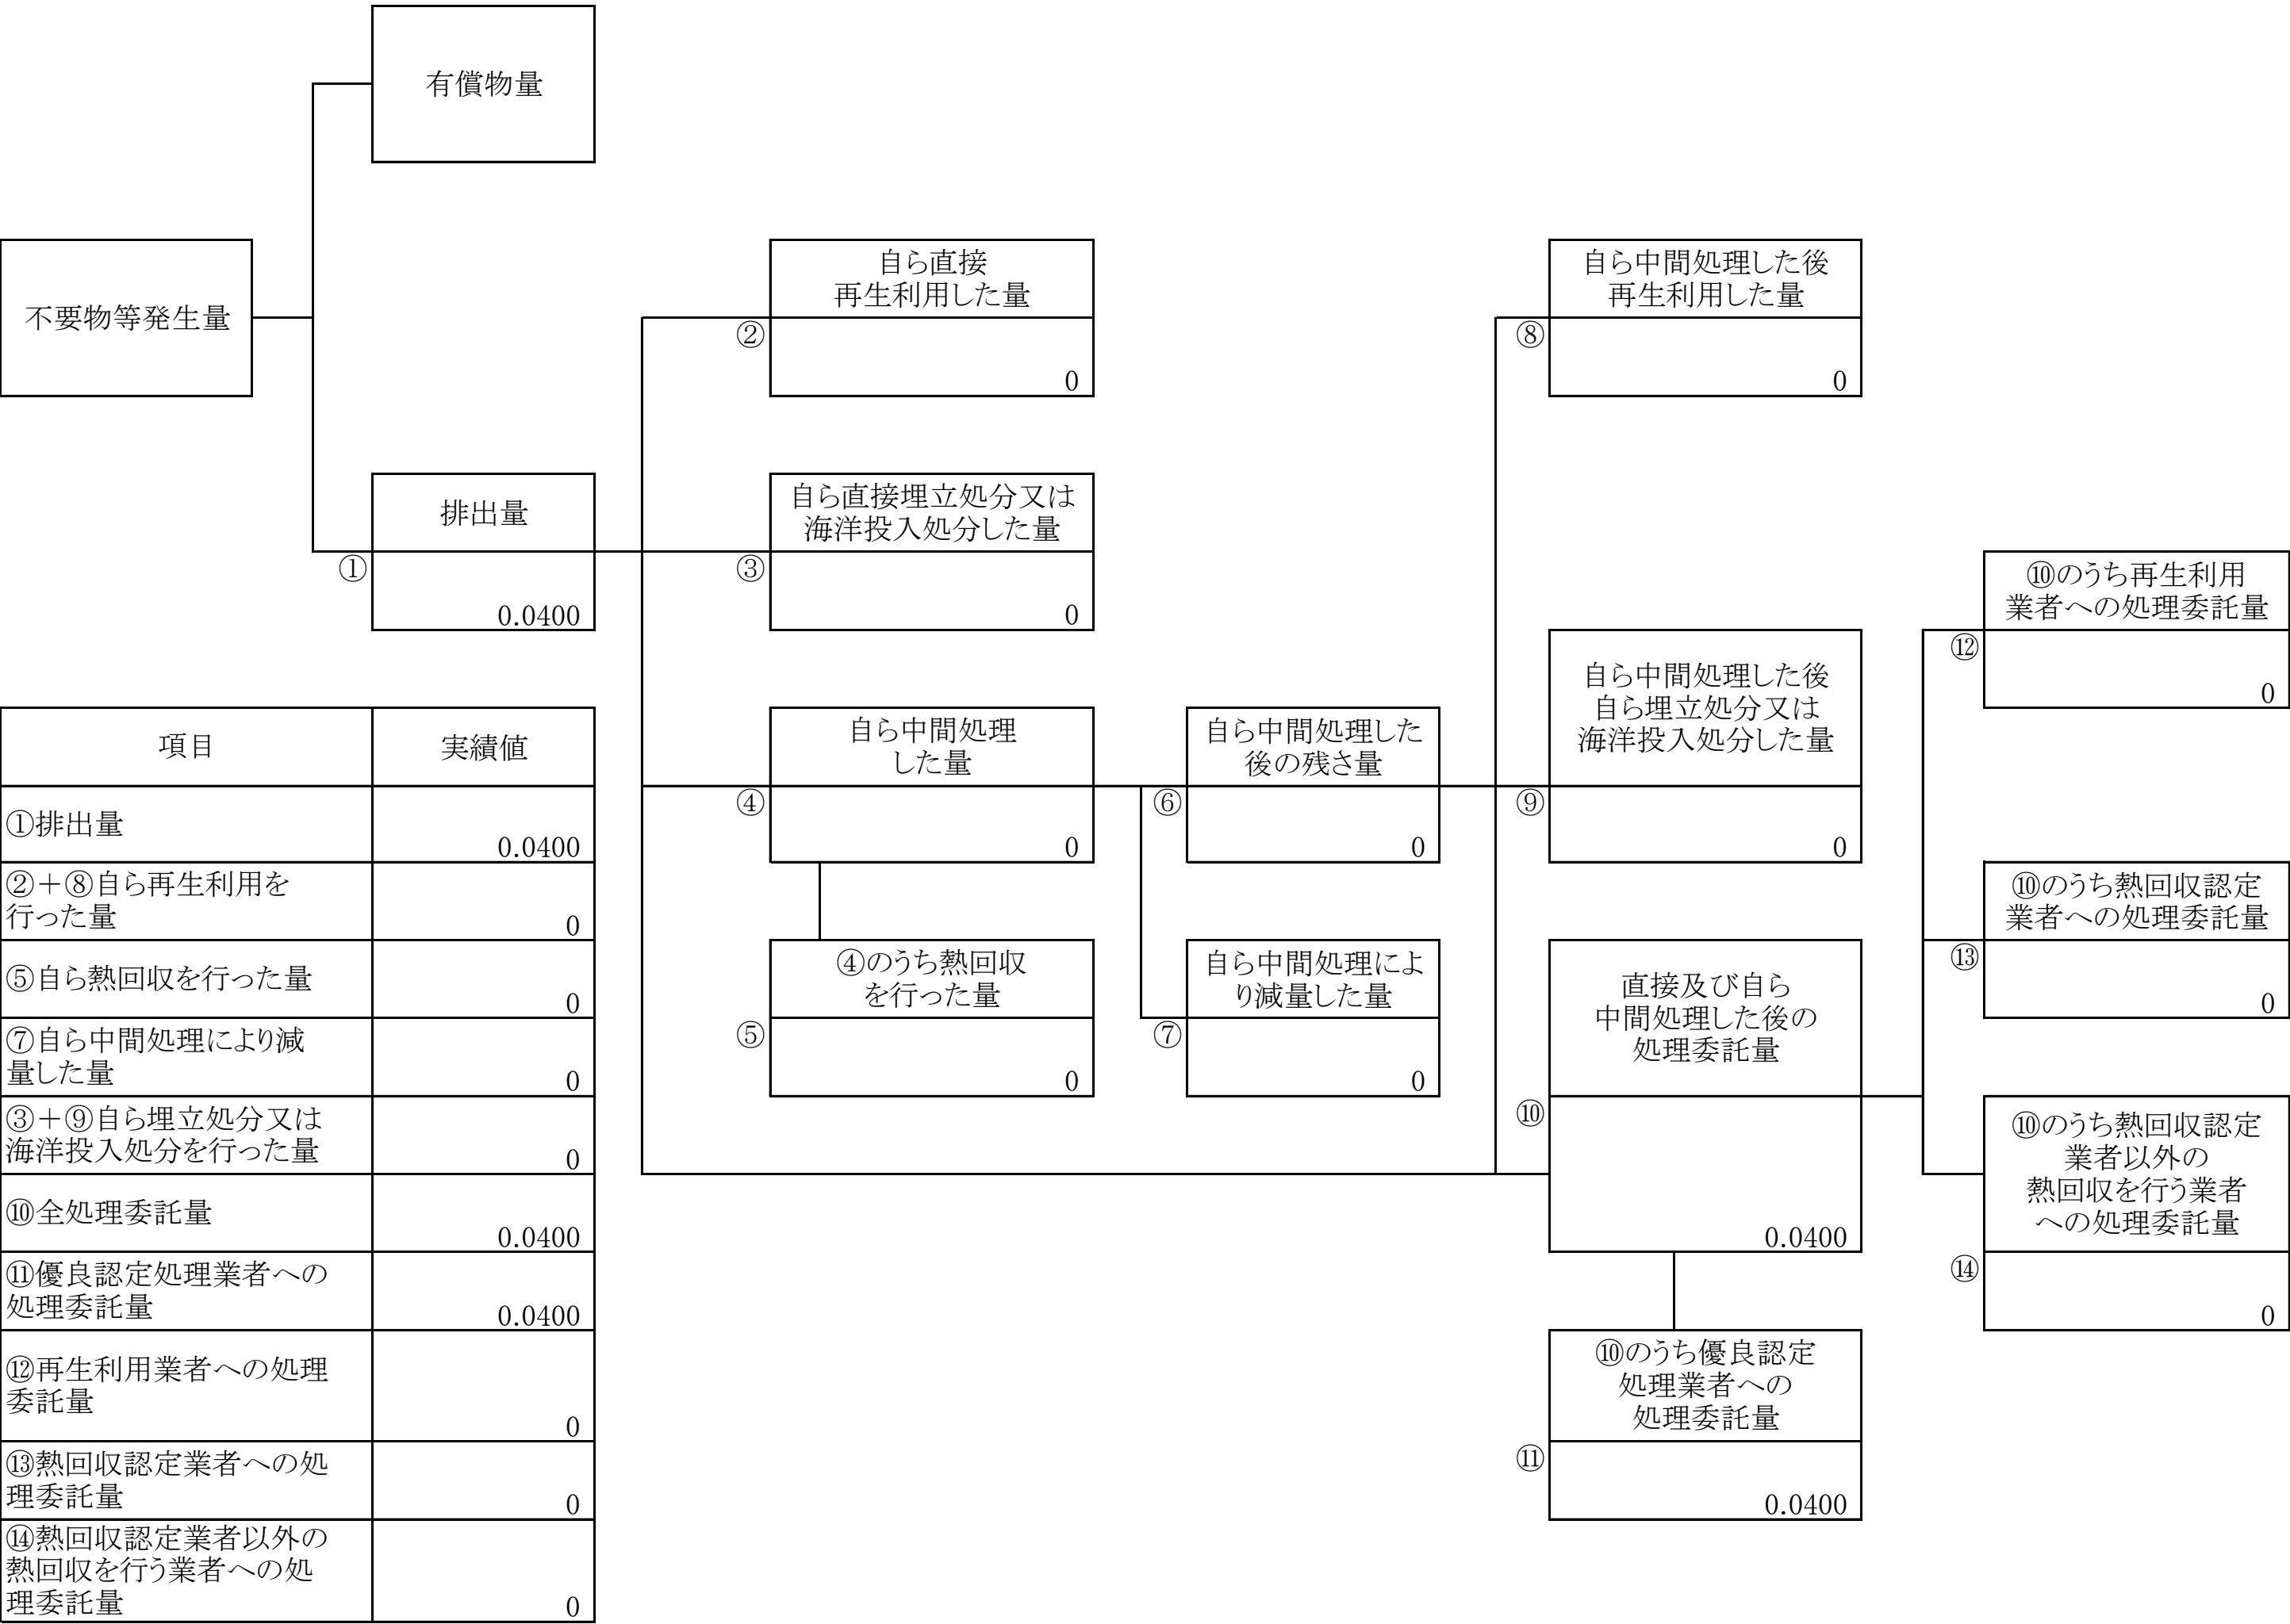 有償物量
不要物等発生量
自ら直接
再生利用した量
②
0
自ら中間処理した後
再生利用した量
⑧
0
排出量
①
0.0400
自ら直接埋立処分又は
海洋投入処分した量
③
0
⑩のうち再生利用
業者への処理委託量
⑫
0
自ら中間処理した後
自ら埋立処分又は
海洋投入処分した量
⑨
0
自ら中間処理
した量
④
0
自ら中間処理した
後の残さ量
⑥
0
⑩のうち熱回収認定
業者への処理委託量
⑬
0
④のうち熱回収
を行った量
⑤
0
自ら中間処理によ
り減量した量
⑦
0
直接及び自ら
中間処理した後の
処理委託量
⑩
0.0400
⑩のうち熱回収認定
業者以外の
熱回収を行う業者
への処理委託量
⑭
0
⑩のうち優良認定
処理業者への
処理委託量
⑪
0.0400
項目
実績値
①排出量
0.0400
②＋⑧自ら再生利用を
行った量
0
⑤自ら熱回収を行った量
0
⑦自ら中間処理により減
量した量
0
③＋⑨自ら埋立処分又は
海洋投入処分を行った量
0
⑩全処理委託量
0.0400
⑪優良認定処理業者への
処理委託量
0.0400
⑫再生利用業者への処理
委託量
0
⑬熱回収認定業者への処
理委託量
0
⑭熱回収認定業者以外の
熱回収を行う業者への処
理委託量
0